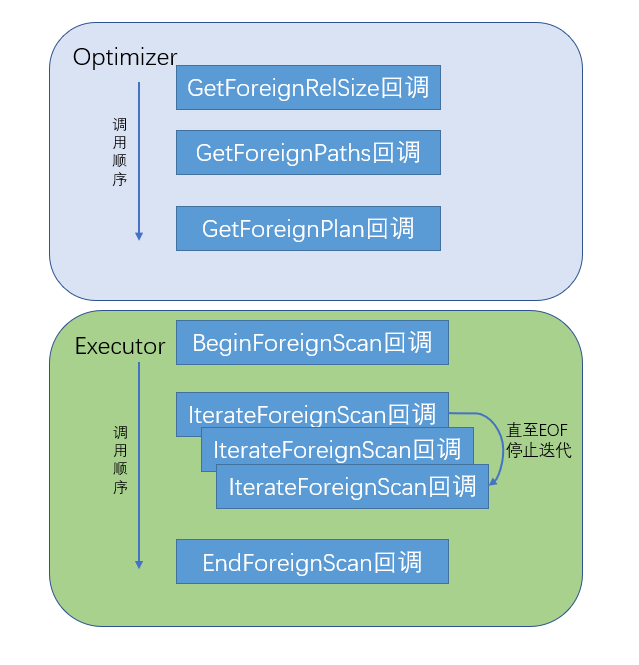 Optimizer
GetForeignRelSize回调
调
用
顺
序
GetForeignPaths回调
GetForeignPlan回调
Executor
BeginForeignScan回调
IterateForeignScan回调
调
用
顺
序
IterateForeignScan回调
IterateForeignScan回调
直至EOF
停止迭代
EndForeignScan回调